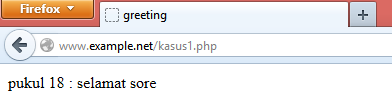 Firefox
greeting
www.example.net/kasus1.php
pukul 18 : selamat sore